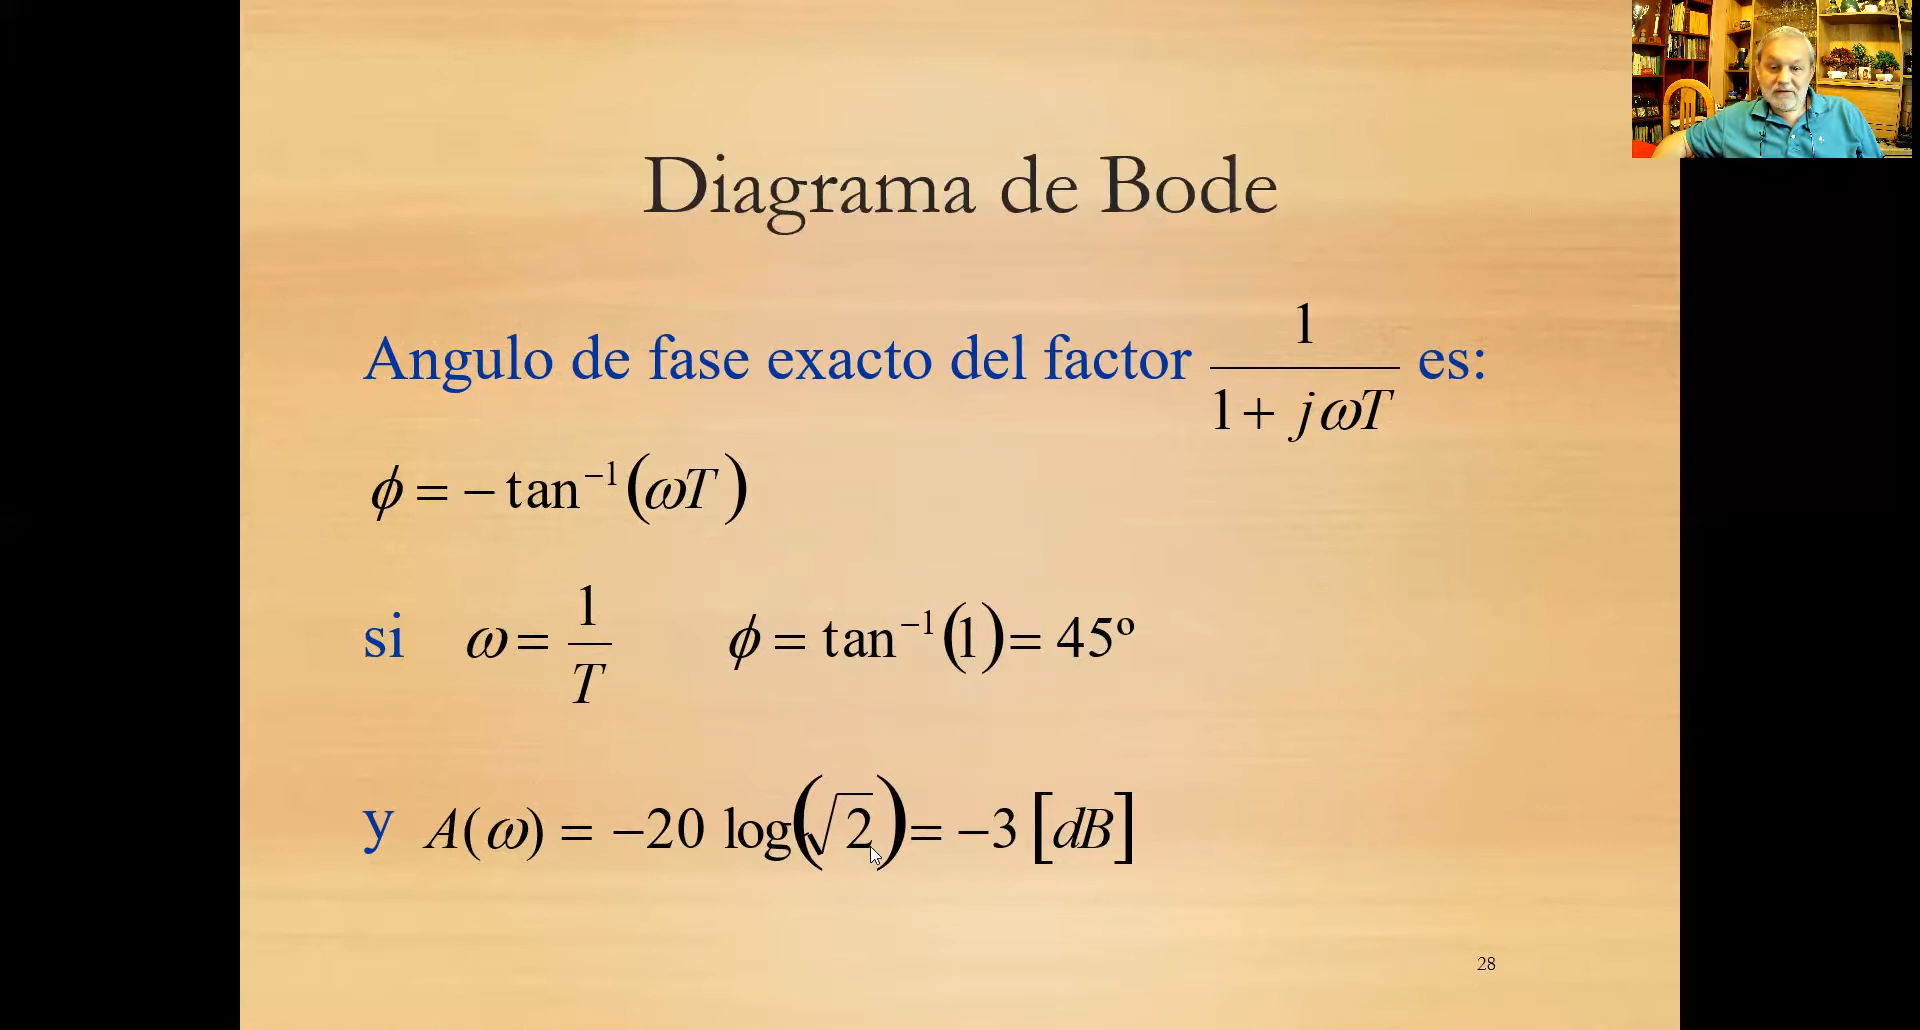 Diagrama de Bode
Angulo de fase exacto del factor 1/(1 + jωT) es:
ϕ = − tan⁻¹(ωT)
si ω = 1/T ϕ = tan⁻¹(1) = 45º
y A(ω) = −20 log(√2) = −3 [dB]
28